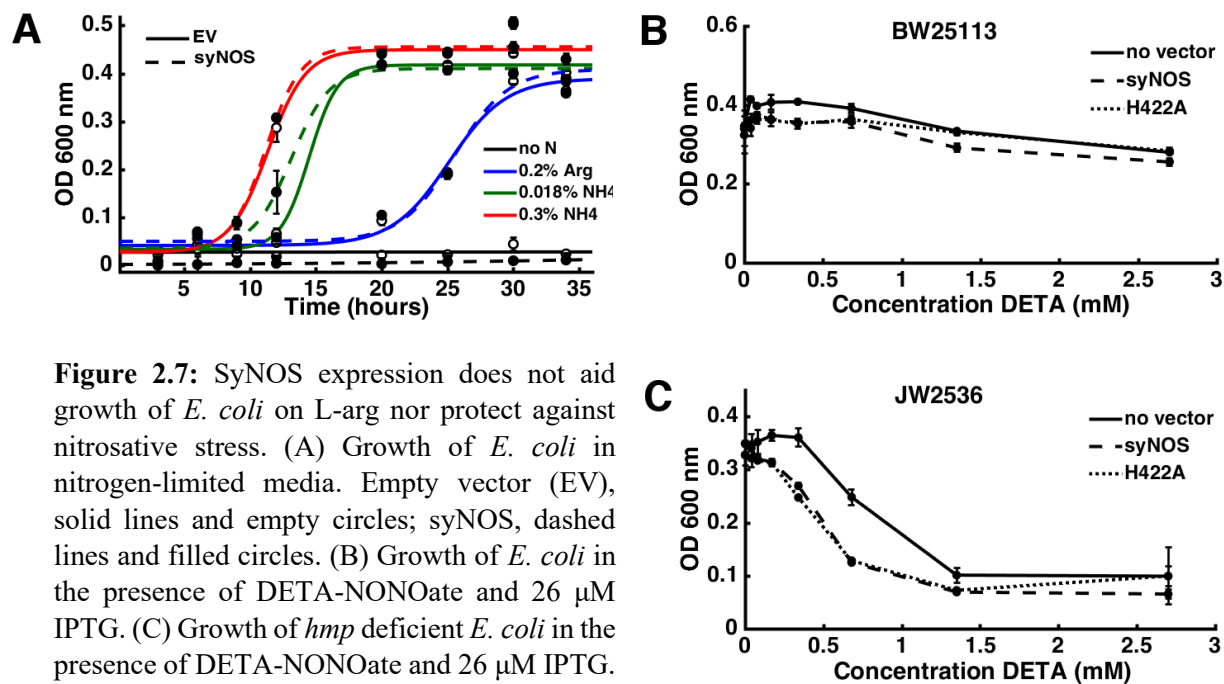 A
0.5
0.4
0.3
0.2
0.1
0
OD 600 nm
EV
syNOS
no N
0.2% Arg
0.018% NH4
0.3% NH4
5 10 15 20 25 30 35
Time (hours)
B
BW25113
0.6
0.4
0.2
0
OD 600 nm
no vector
syNOS
H422A
0 0.5 1 1.5 2 2.5 3
Concentration DETA (mM)
Figure 2.7: SyNOS expression does not aid
growth of E. coli on L-arg nor protect against
nitrosative stress. (A) Growth of E. coli in
nitrogen-limited media. Empty vector (EV),
solid lines and empty circles; syNOS, dashed
lines and filled circles. (B) Growth of E. coli in
the presence of DETA-NONOate and 26 μM
IPTG. (C) Growth of hmp deficient E. coli in the
presence of DETA-NONOate and 26 μM IPTG.
C
JW2536
0.4
0.3
0.2
0.1
0
OD 600 nm
no vector
syNOS
H422A
0 0.5 1 1.5 2 2.5 3
Concentration DETA (mM)